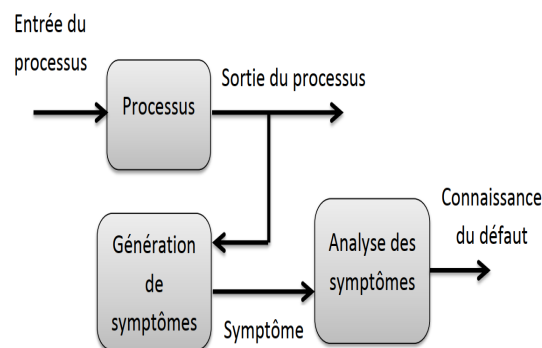 Entrée du
processus
Processus
Sortie du processus
Génération
de
symptômes
Symptôme
Analyse des
symptômes
Connaissance
du défaut